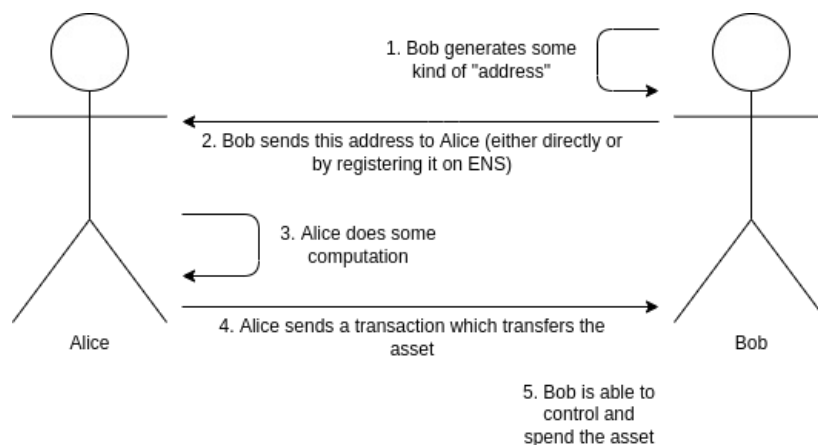 1. Bob generates some
kind of "address"
2. Bob sends this address to Alice (either directly or
by registering it on ENS)
3. Alice does some
computation
4. Alice sends a transaction which transfers the
asset
Alice
Bob
5. Bob is able to
control and
spend the asset